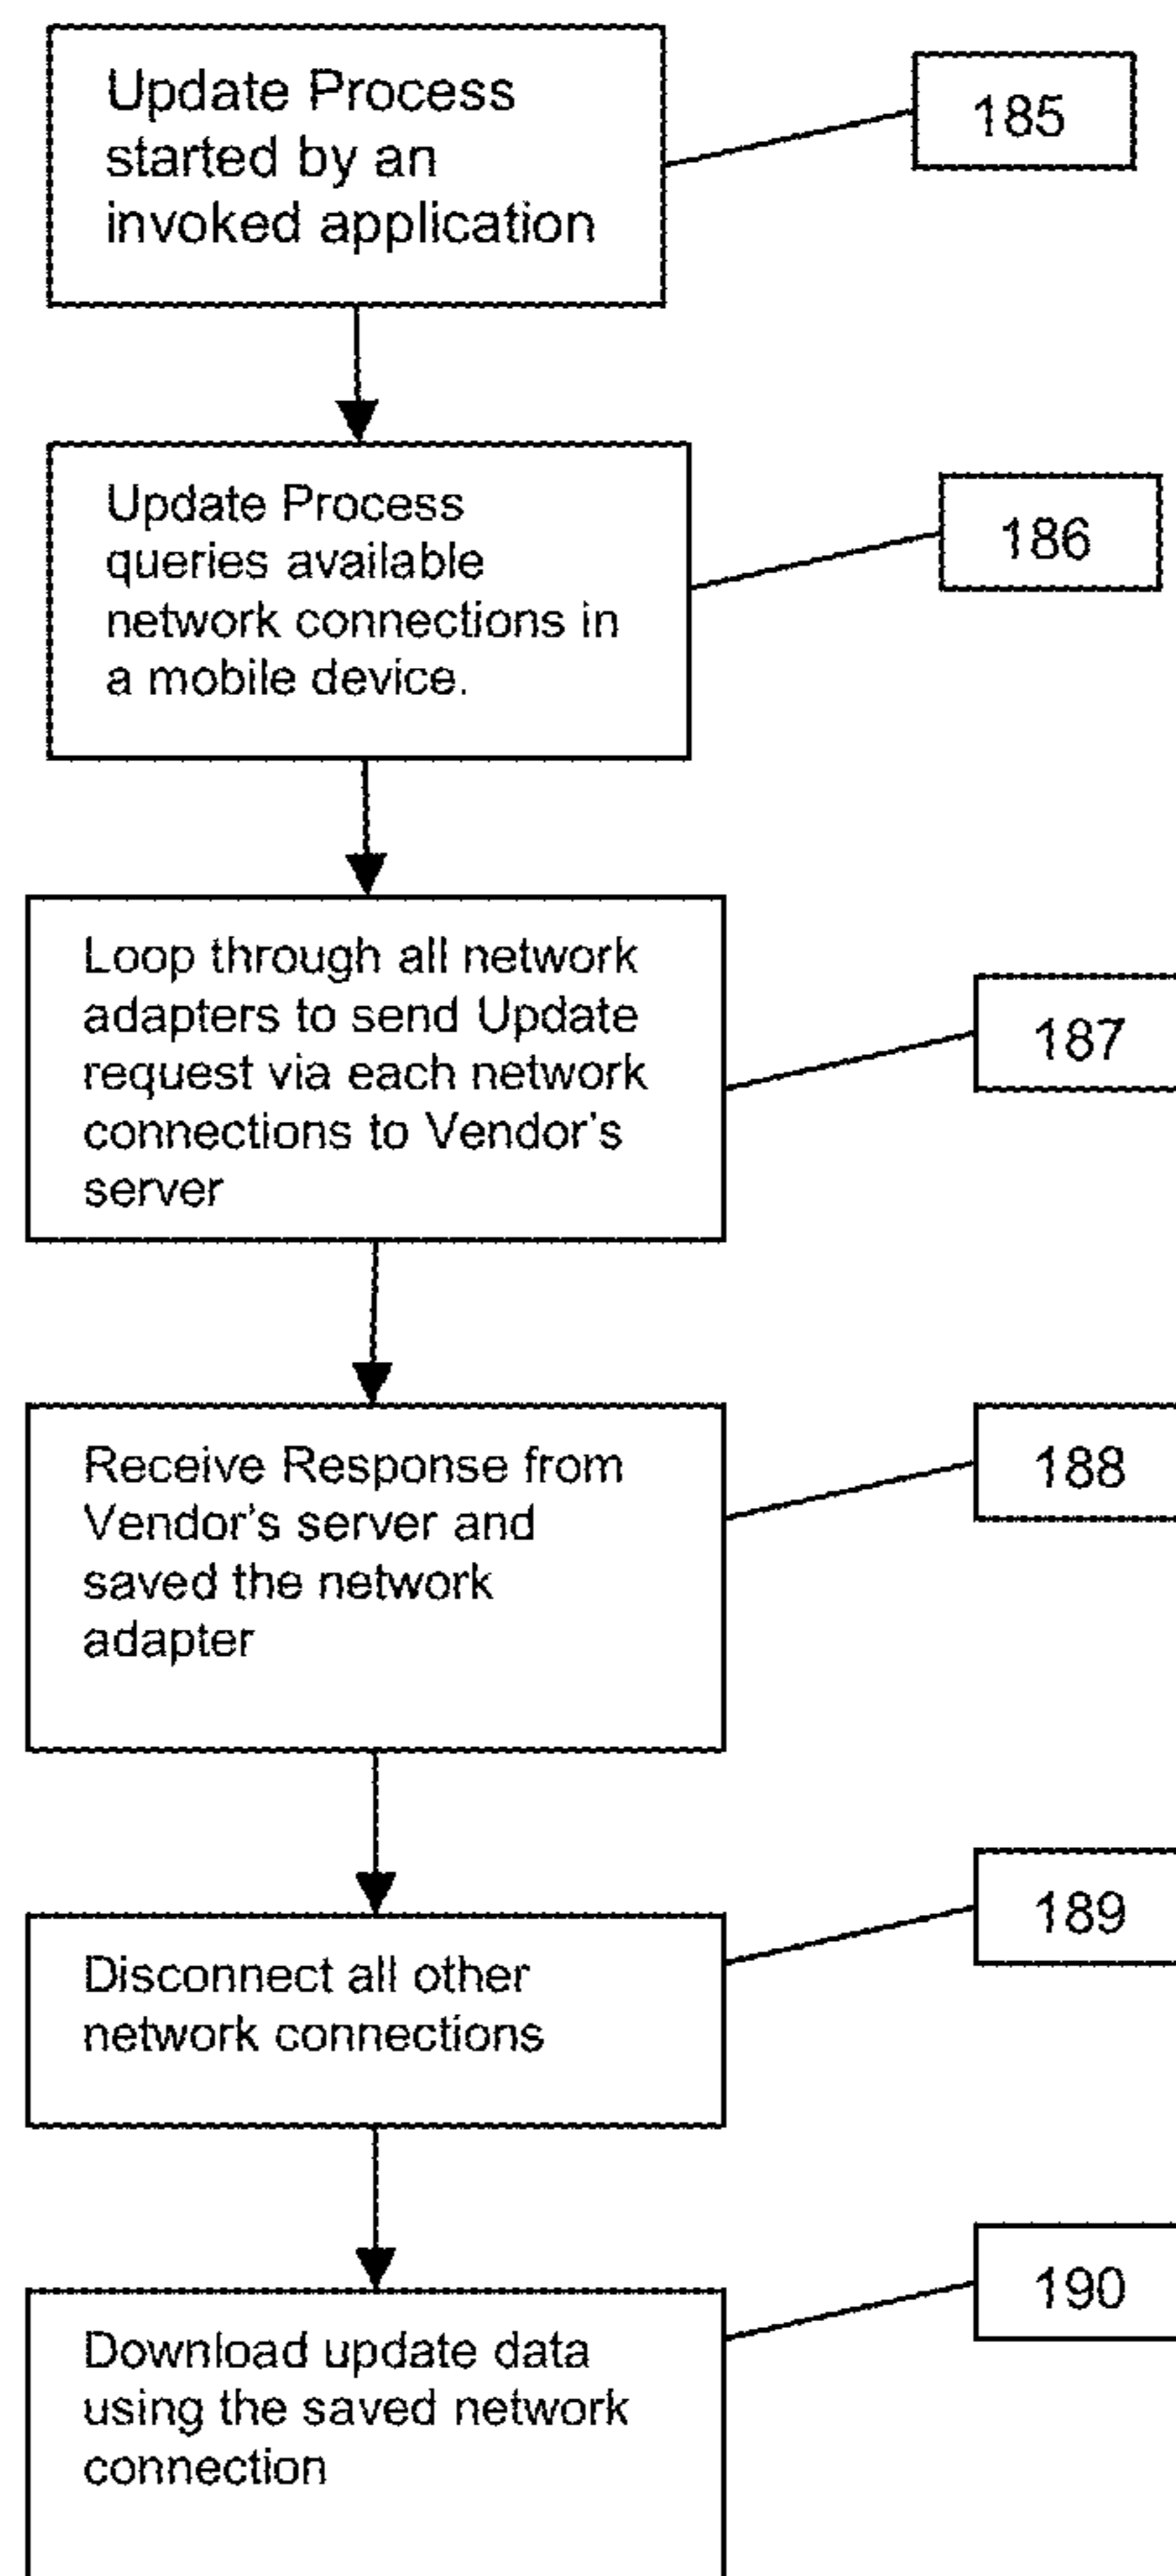 Update Process
started by an
invoked application
185
Update Process
queries available
network connections in
a mobile device.
186
Loop through all network
adapters to send Update
request via each network
connections to Vendor's
server
187
Receive Response from
Vendor's server and
saved the network
adapter
188
Disconnect all other
network connections
189
Download update data
using the saved network
connection
190